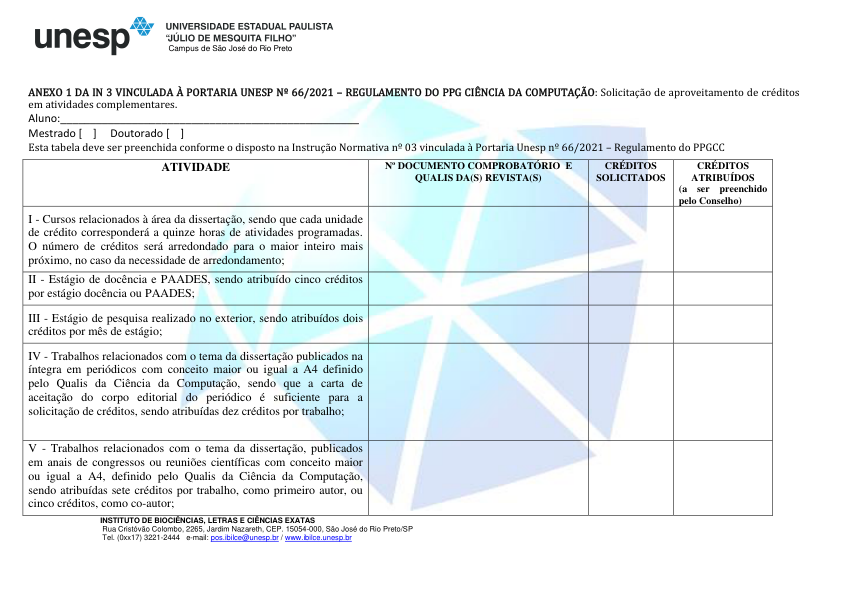 unesp
UNIVERSIDADE ESTADUAL PAULISTA
“JÚLIO DE MESQUITA FILHO”
Campus de São José do Rio Preto
ANEXO 1 DA IN 3 VINCULADA À PORTARIA UNESP Nº 66/2021 – REGULAMENTO DO PPG CIÊNCIA DA COMPUTAÇÃO: Solicitação de aproveitamento de créditos
em atividades complementares.
Aluno:_______________________________________________
Mestrado [ ] Doutorado [ ]
Esta tabela deve ser preenchida conforme o disposto na Instrução Normativa nº 03 vinculada à Portaria Unesp nº 66/2021 – Regulamento do PPGCC
ATIVIDADE
Nº DOCUMENTO COMPROBATÓRIO E
QUALIS DA(S) REVISTA(S)
CRÉDITOS
SOLICITADOS
CRÉDITOS
ATRIBUÍDOS
(a ser preenchido
pelo Conselho)
I - Cursos relacionados à área da dissertação, sendo que cada unidade
de crédito corresponderá a quinze horas de atividades programadas.
O número de créditos será arredondado para o maior inteiro mais
próximo, no caso da necessidade de arredondamento;
II - Estágio de docência e PAADES, sendo atribuído cinco créditos
por estágio docência ou PAADES;
III - Estágio de pesquisa realizado no exterior, sendo atribuídos dois
créditos por mês de estágio;
IV - Trabalhos relacionados com o tema da dissertação publicados na
íntegra em periódicos com conceito maior ou igual a A4 definido
pelo Qualis da Ciência da Computação, sendo que a carta de
aceitação do corpo editorial do periódico é suficiente para a
solicitação de créditos, sendo atribuídas dez créditos por trabalho;
V - Trabalhos relacionados com o tema da dissertação, publicados
em anais de congressos ou reuniões científicas com conceito maior
ou igual a A4, definido pelo Qualis da Ciência da Computação,
sendo atribuídas sete créditos por trabalho, como primeiro autor, ou
cinco créditos, como co-autor;
INSTITUTO DE BIOCIÊNCIAS, LETRAS E CIÊNCIAS EXATAS
Rua Cristóvão Colombo, 2265, Jardim Nazareth, CEP. 15054-000, São José do Rio Preto/SP
Tel. (0xx17) 3221-2444 e-mail: pos.ibilce@unesp.br / www.ibilce.unesp.br